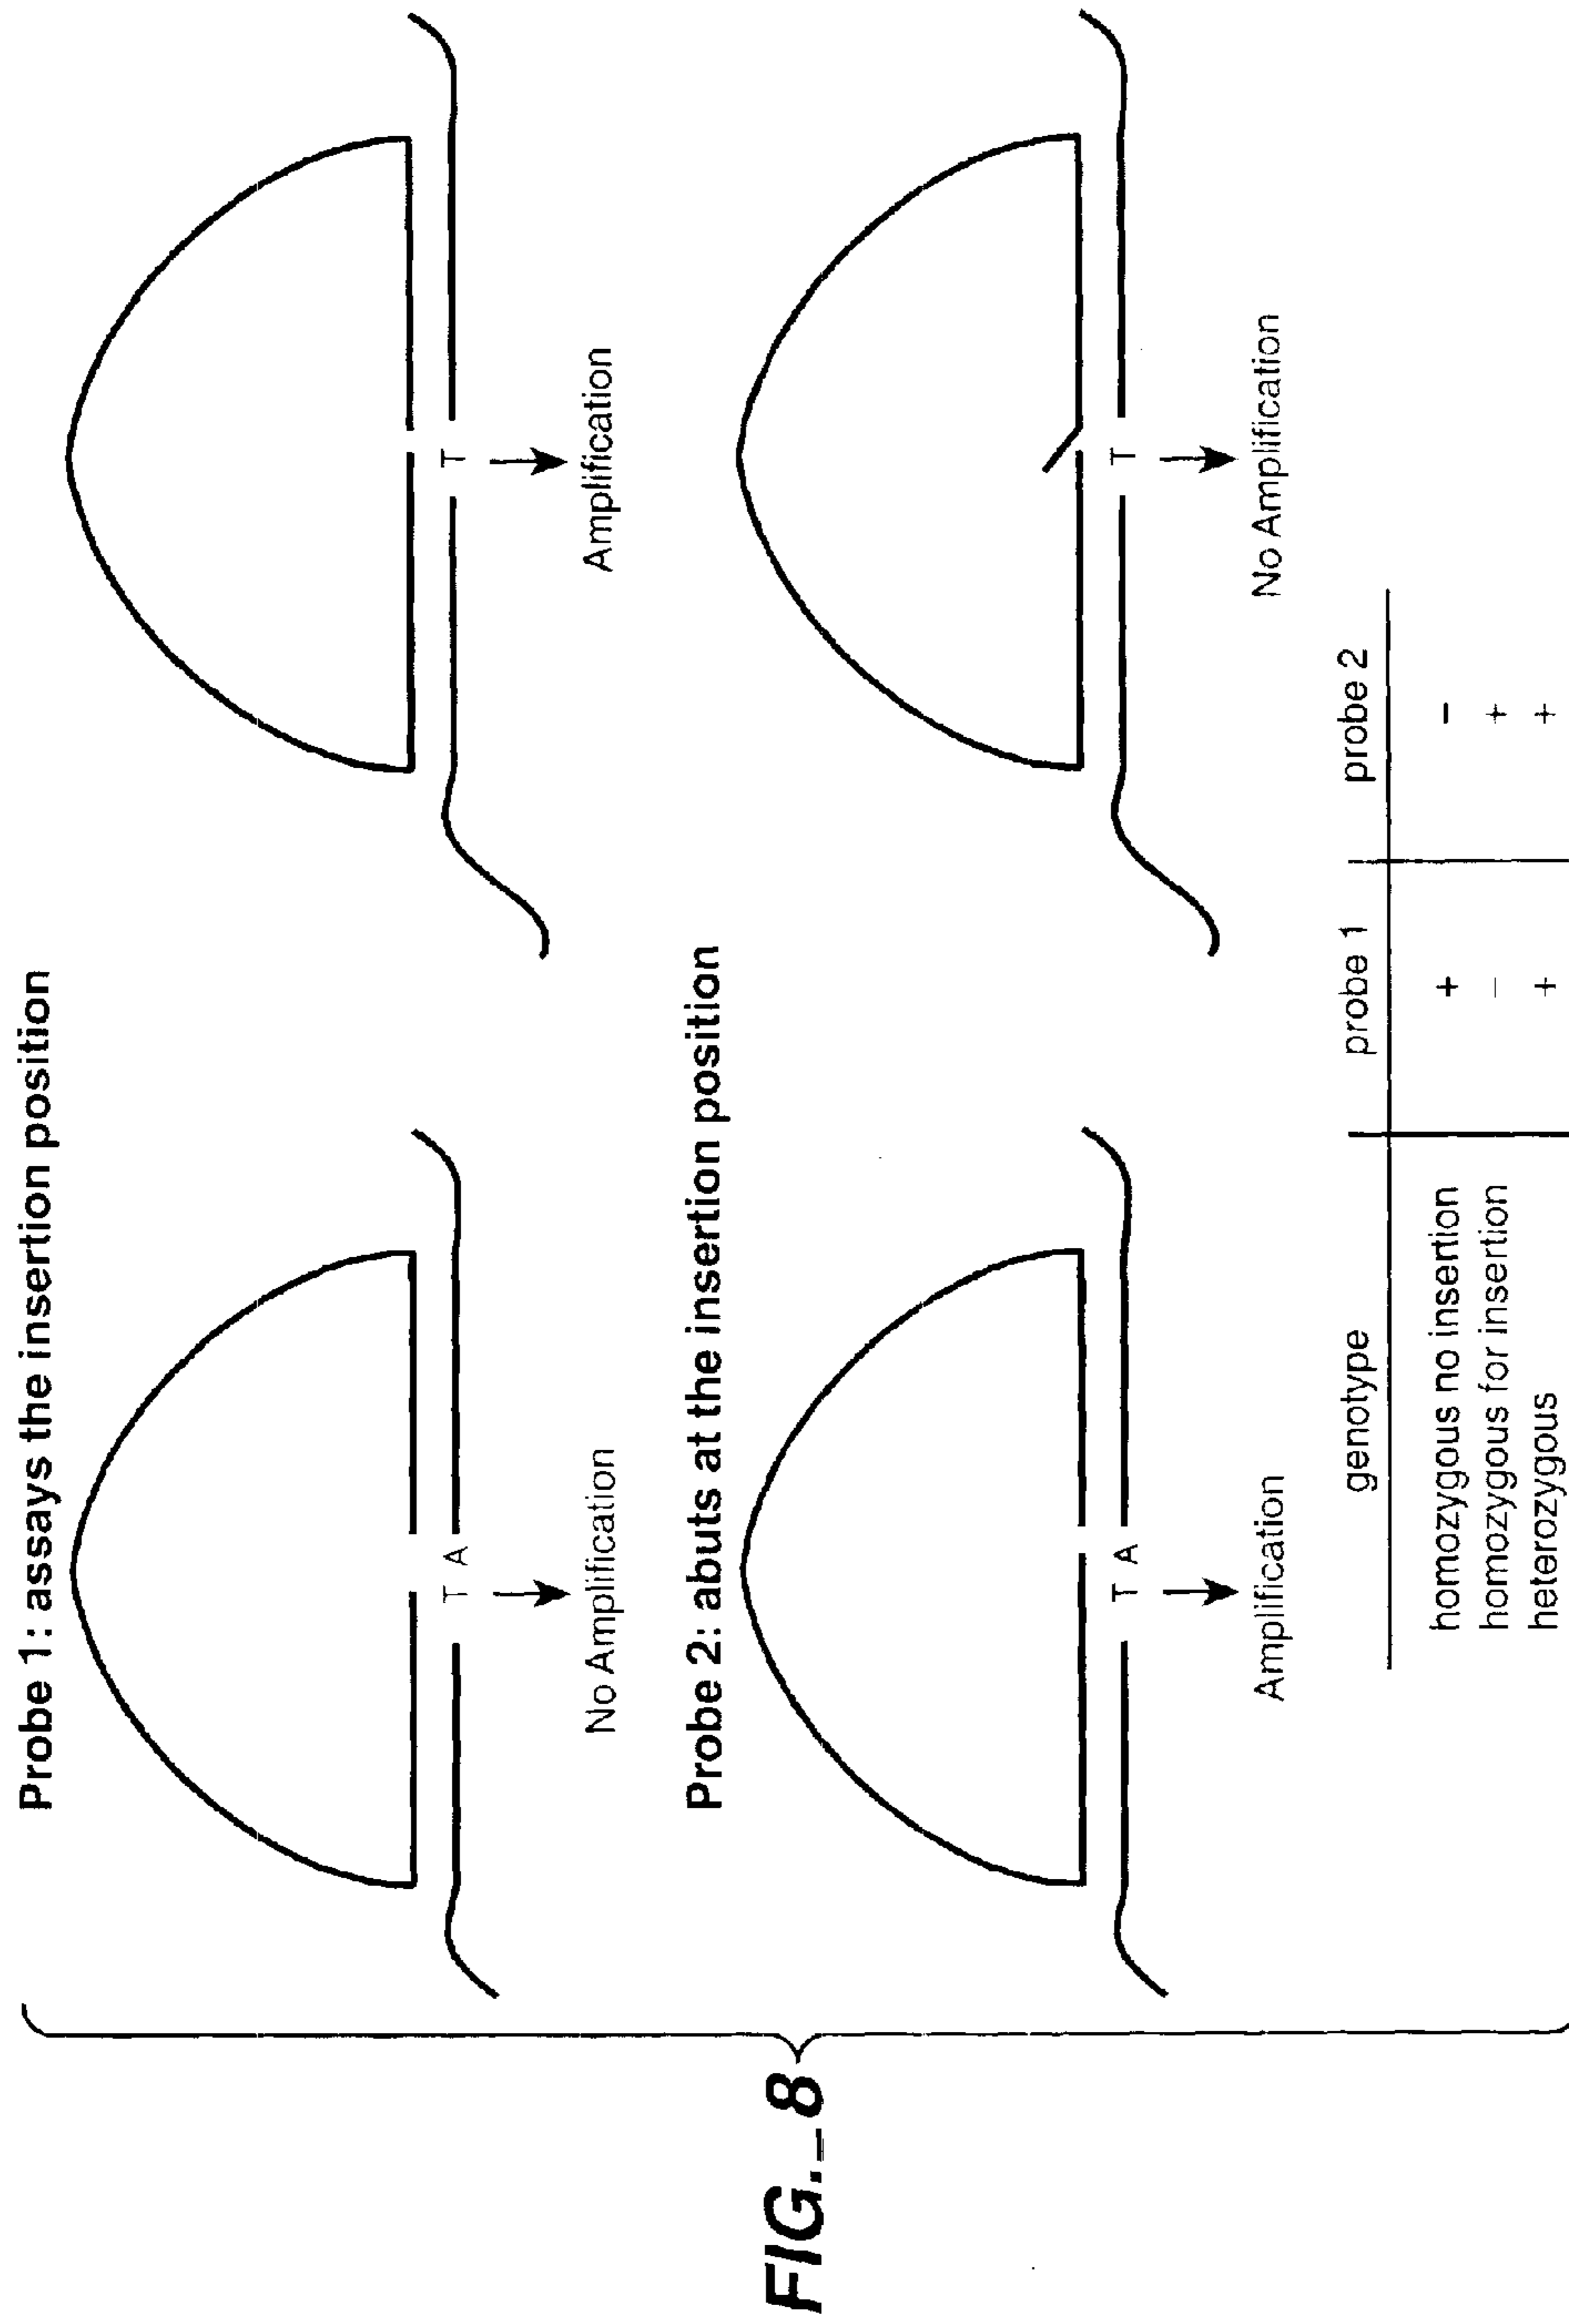 Probe 1: assays the insertion position
T A
No Amplification
T
Amplification
Probe 2: abuts at the insertion position
T A
Amplification
T
No Amplification
genotype probe 1 probe 2
homozygous no insertion + −
homozygous for insertion − +
heterozygous + +
FIG._8